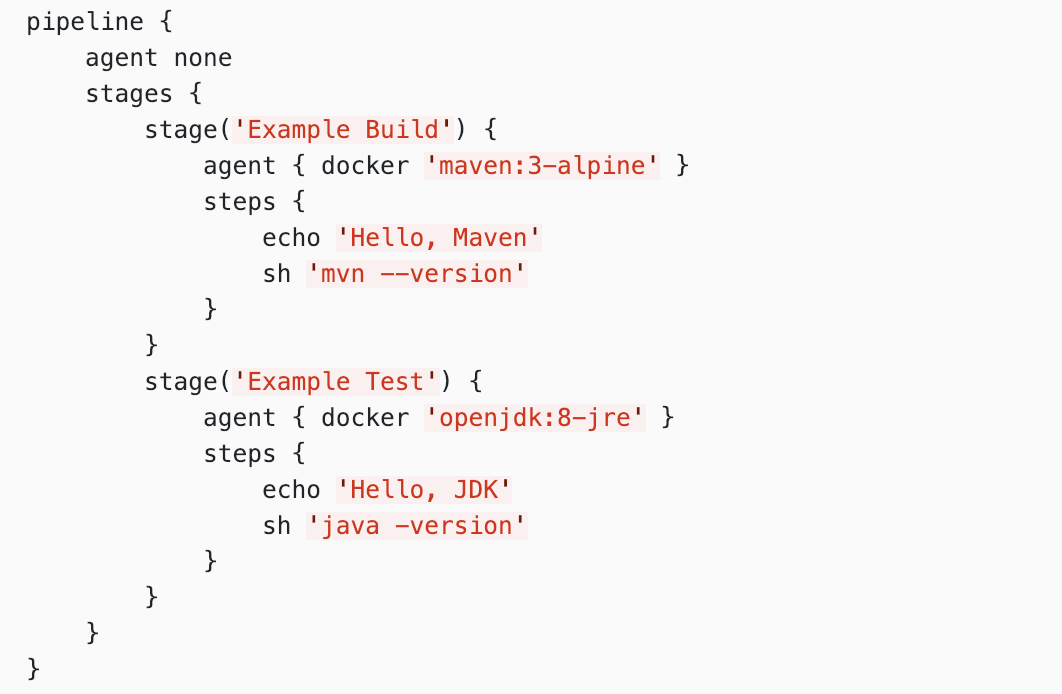 pipeline {
    agent none
    stages {
        stage('Example Build') {
            agent { docker 'maven:3-alpine' }
            steps {
                echo 'Hello, Maven'
                sh 'mvn --version'
            }
        }
        stage('Example Test') {
            agent { docker 'openjdk:8-jre' }
            steps {
                echo 'Hello, JDK'
                sh 'java -version'
            }
        }
    }
}